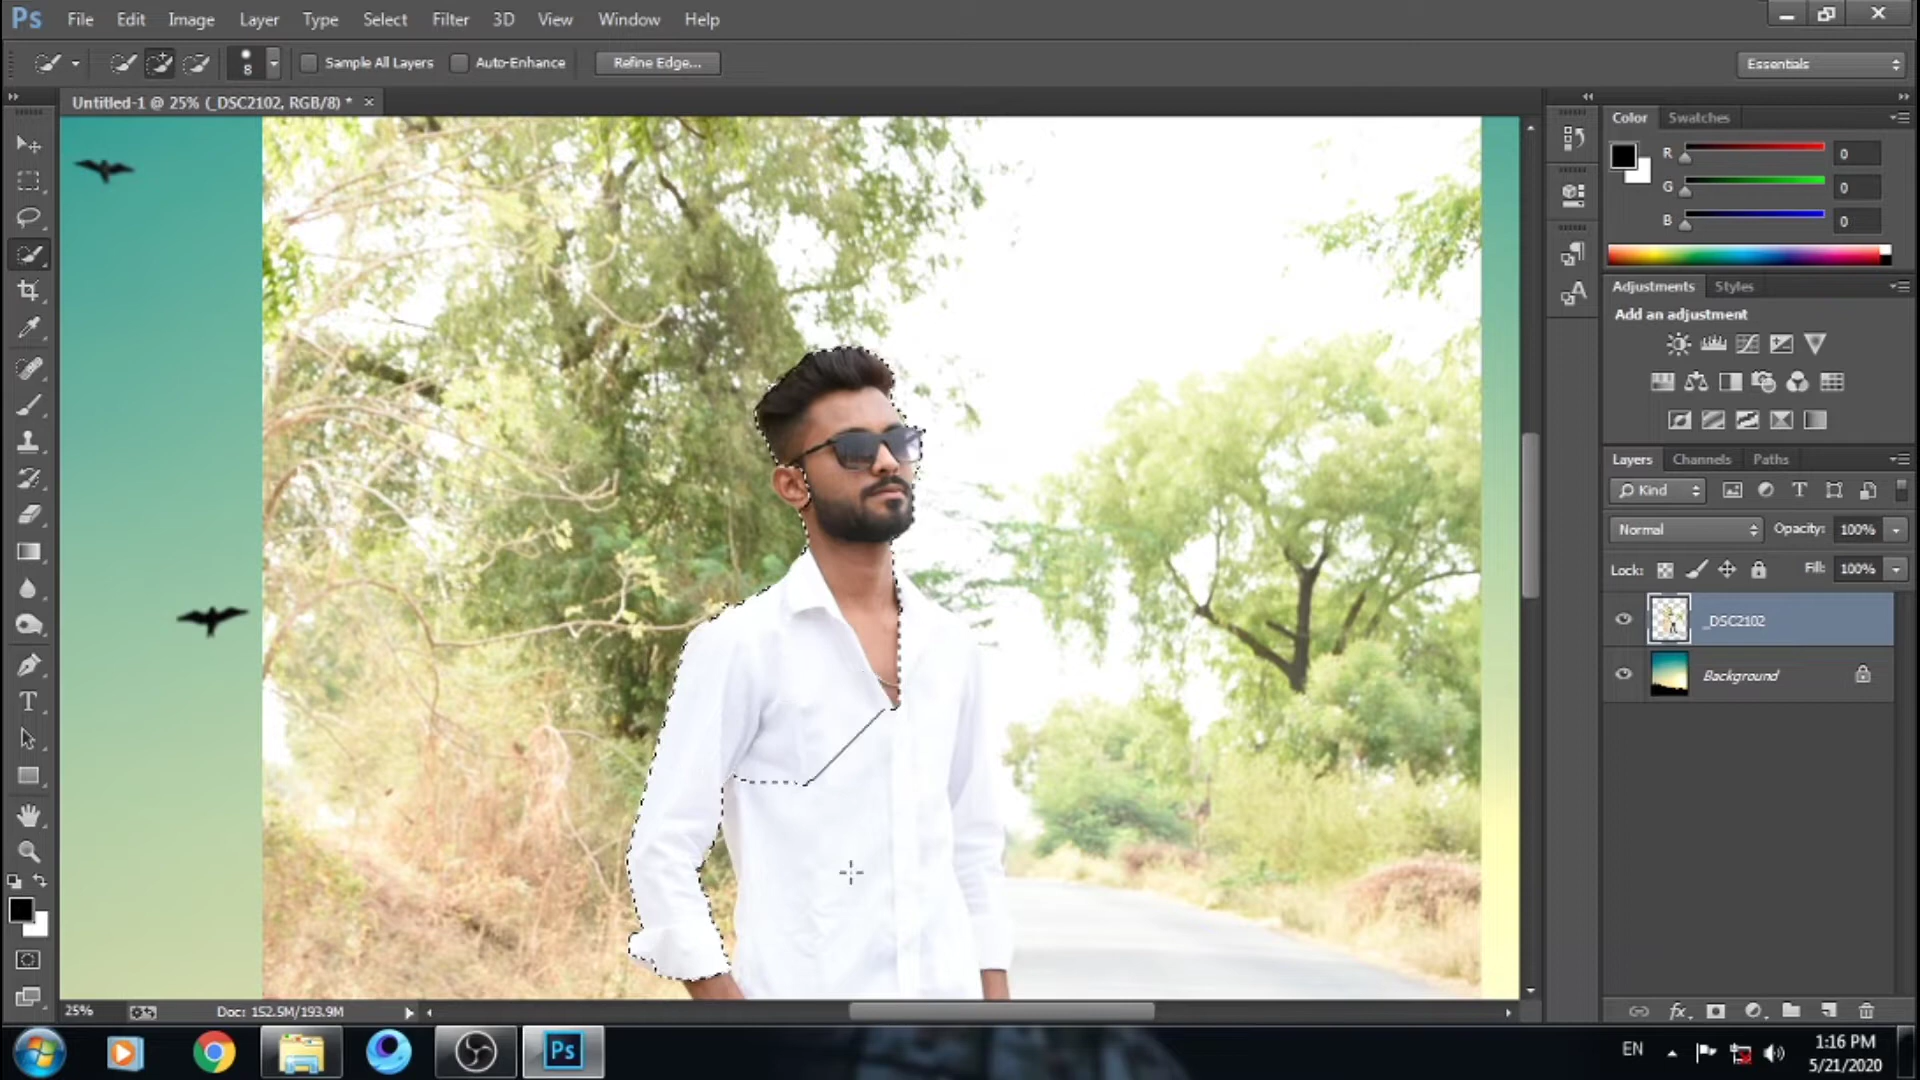 Ps File Edit Image Layer Type Select Filter 3D View Window Help
8 Sample All Layers Auto-Enhance Refine Edge... Essentials
Untitled-1 @ 25% (_DSC2102, RGB/8) * ×
Color Swatches
R 0
G 0
B 0
Adjustments Styles
Add an adjustment
Layers Channels Paths
Kind
Normal Opacity: 100%
Lock: Fill: 100%
_DSC2102
Background
25% Doc: 152.5M/193.9M
Ps EN 1:16 PM
5/21/2020